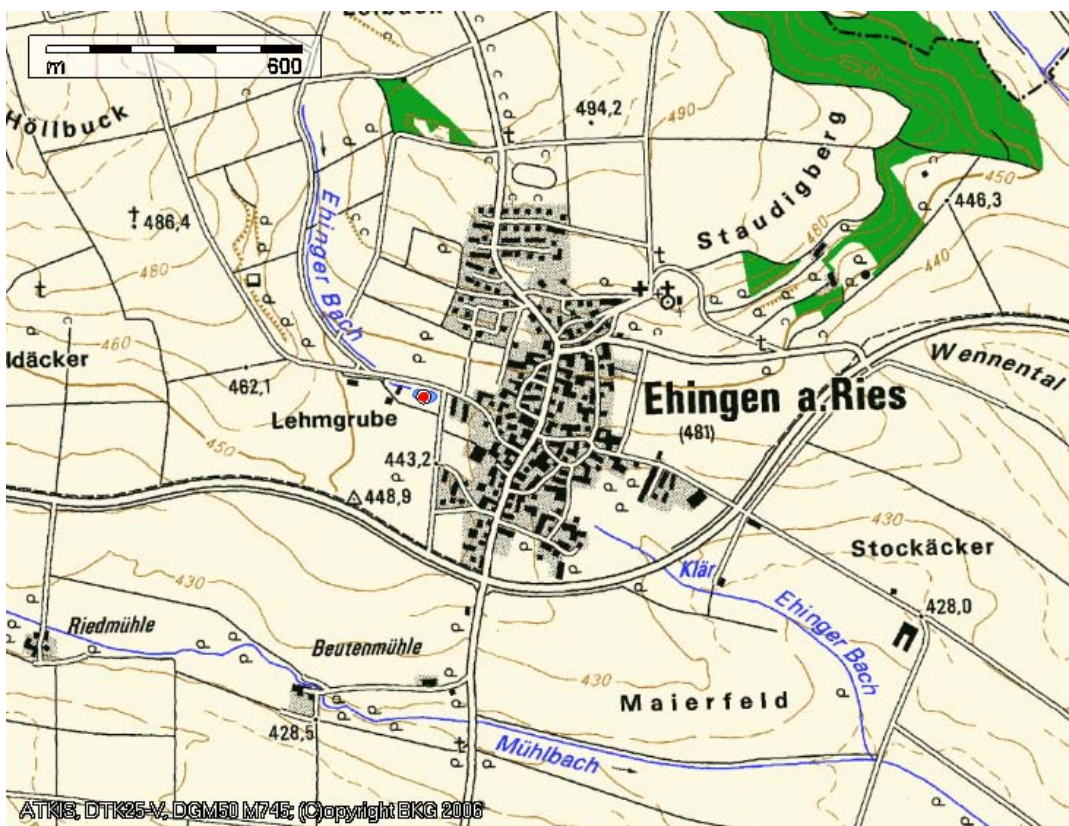 m 600
Höllbuck
494,2
490
Staudigberg
450
446,3
486,4
480
480
440
Ehinger Bach
460
462,1
Lehmgrube
Ehingen a. Ries
(481)
Wennental
450
443,2
448,9
430
Stockäcker
430
Klär
Ehinger Bach
428,0
Riedmühle
Beutenmühle
430
Maierfeld
428,5
Mühlbach
ATKIS, DTK25-V, DGM50 M745; (C)opyright BKG 2006